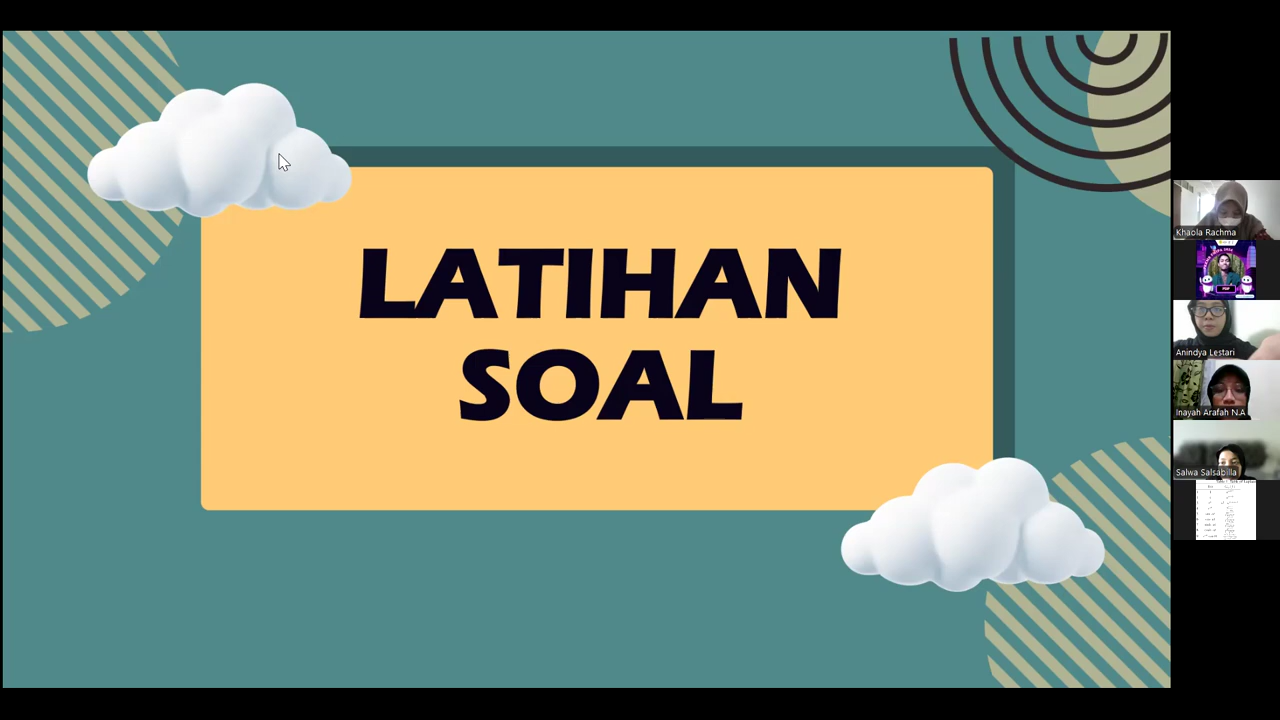 LATIHAN
SOAL
Khaola Rachma
Anindya Lestari
Inayah Arafah N.A
Salwa Salsabilla